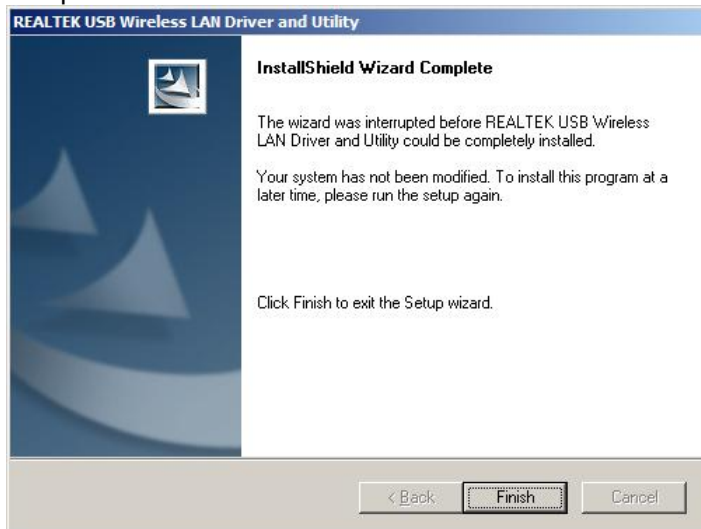 REALTEK USB Wireless LAN Driver and Utility
InstallShield Wizard Complete
The wizard was interrupted before REALTEK USB Wireless
LAN Driver and Utility could be completely installed.
Your system has not been modified. To install this program at a
later time, please run the setup again.
Click Finish to exit the Setup wizard.
< Back
Finish
Cancel